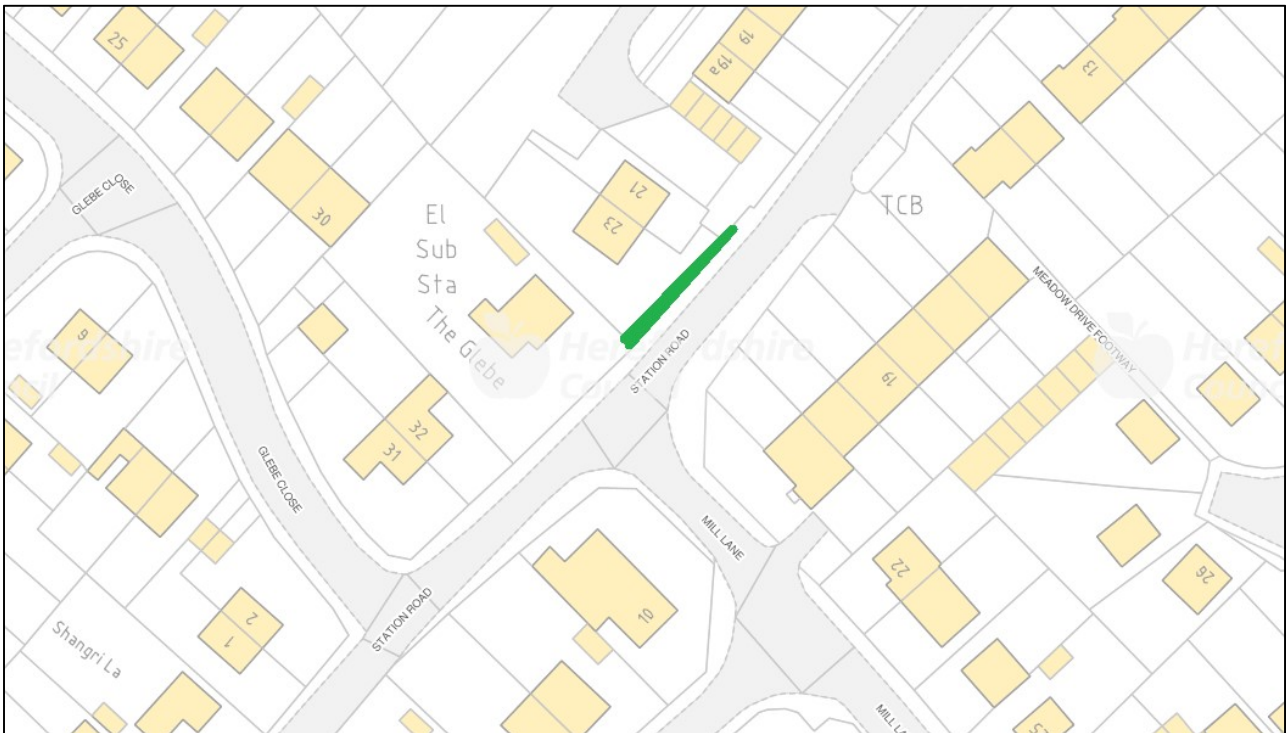 25
19
19a
13
GLEBE CLOSE
21
23
30
TCB
El
Sub
Sta
The Glebe
MEADOW DRIVE FOOTWAY
Herefordshire
Council
STATION ROAD
9
19
32
31
GLEBE CLOSE
MILL LANE
22
26
10
2
1
STATION ROAD
Shangri La
MILL LA